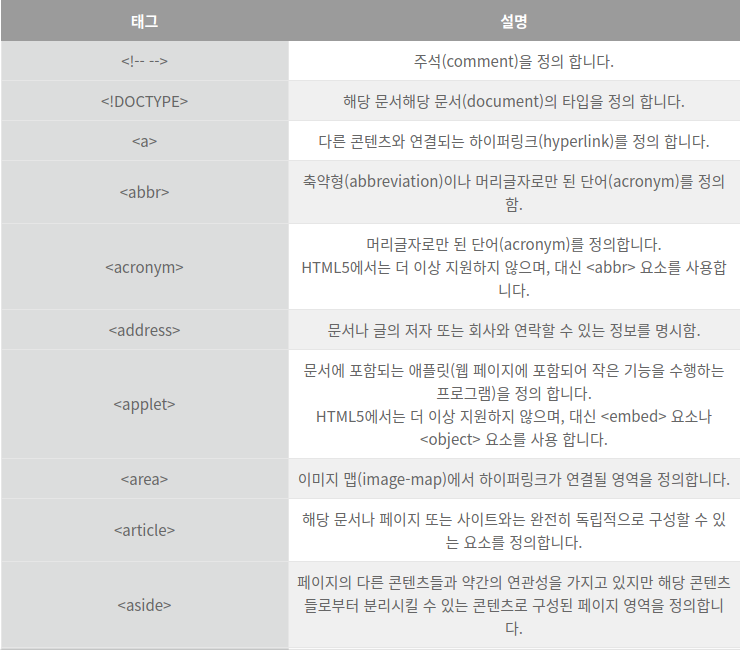 태그 설명
<!-- --> 주석(comment)을 정의 합니다.
<!DOCTYPE> 해당 문서해당 문서(document)의 타입을 정의 합니다.
<a> 다른 콘텐츠와 연결되는 하이퍼링크(hyperlink)를 정의 합니다.
<abbr> 축약형(abbreviation)이나 머리글자로만 된 단어(acronym)를 정의
함.
<acronym> 머리글자로만 된 단어(acronym)를 정의합니다.
HTML5에서는 더 이상 지원하지 않으며, 대신 <abbr> 요소를 사용합
니다.
<address> 문서나 글의 저자 또는 회사와 연락할 수 있는 정보를 명시함.
<applet> 문서에 포함되는 애플릿(웹 페이지에 포함되어 작은 기능을 수행하는
프로그램)을 정의 합니다.
HTML5에서는 더 이상 지원하지 않으며, 대신 <embed> 요소나
<object> 요소를 사용 합니다.
<area> 이미지 맵(image-map)에서 하이퍼링크가 연결될 영역을 정의합니다.
<article> 해당 문서나 페이지 또는 사이트와는 완전히 독립적으로 구성할 수 있
는 요소를 정의합니다.
<aside> 페이지의 다른 콘텐츠들과 약간의 연관성을 가지고 있지만 해당 콘텐츠
들로부터 분리시킬 수 있는 콘텐츠로 구성된 페이지 영역을 정의합니
다.